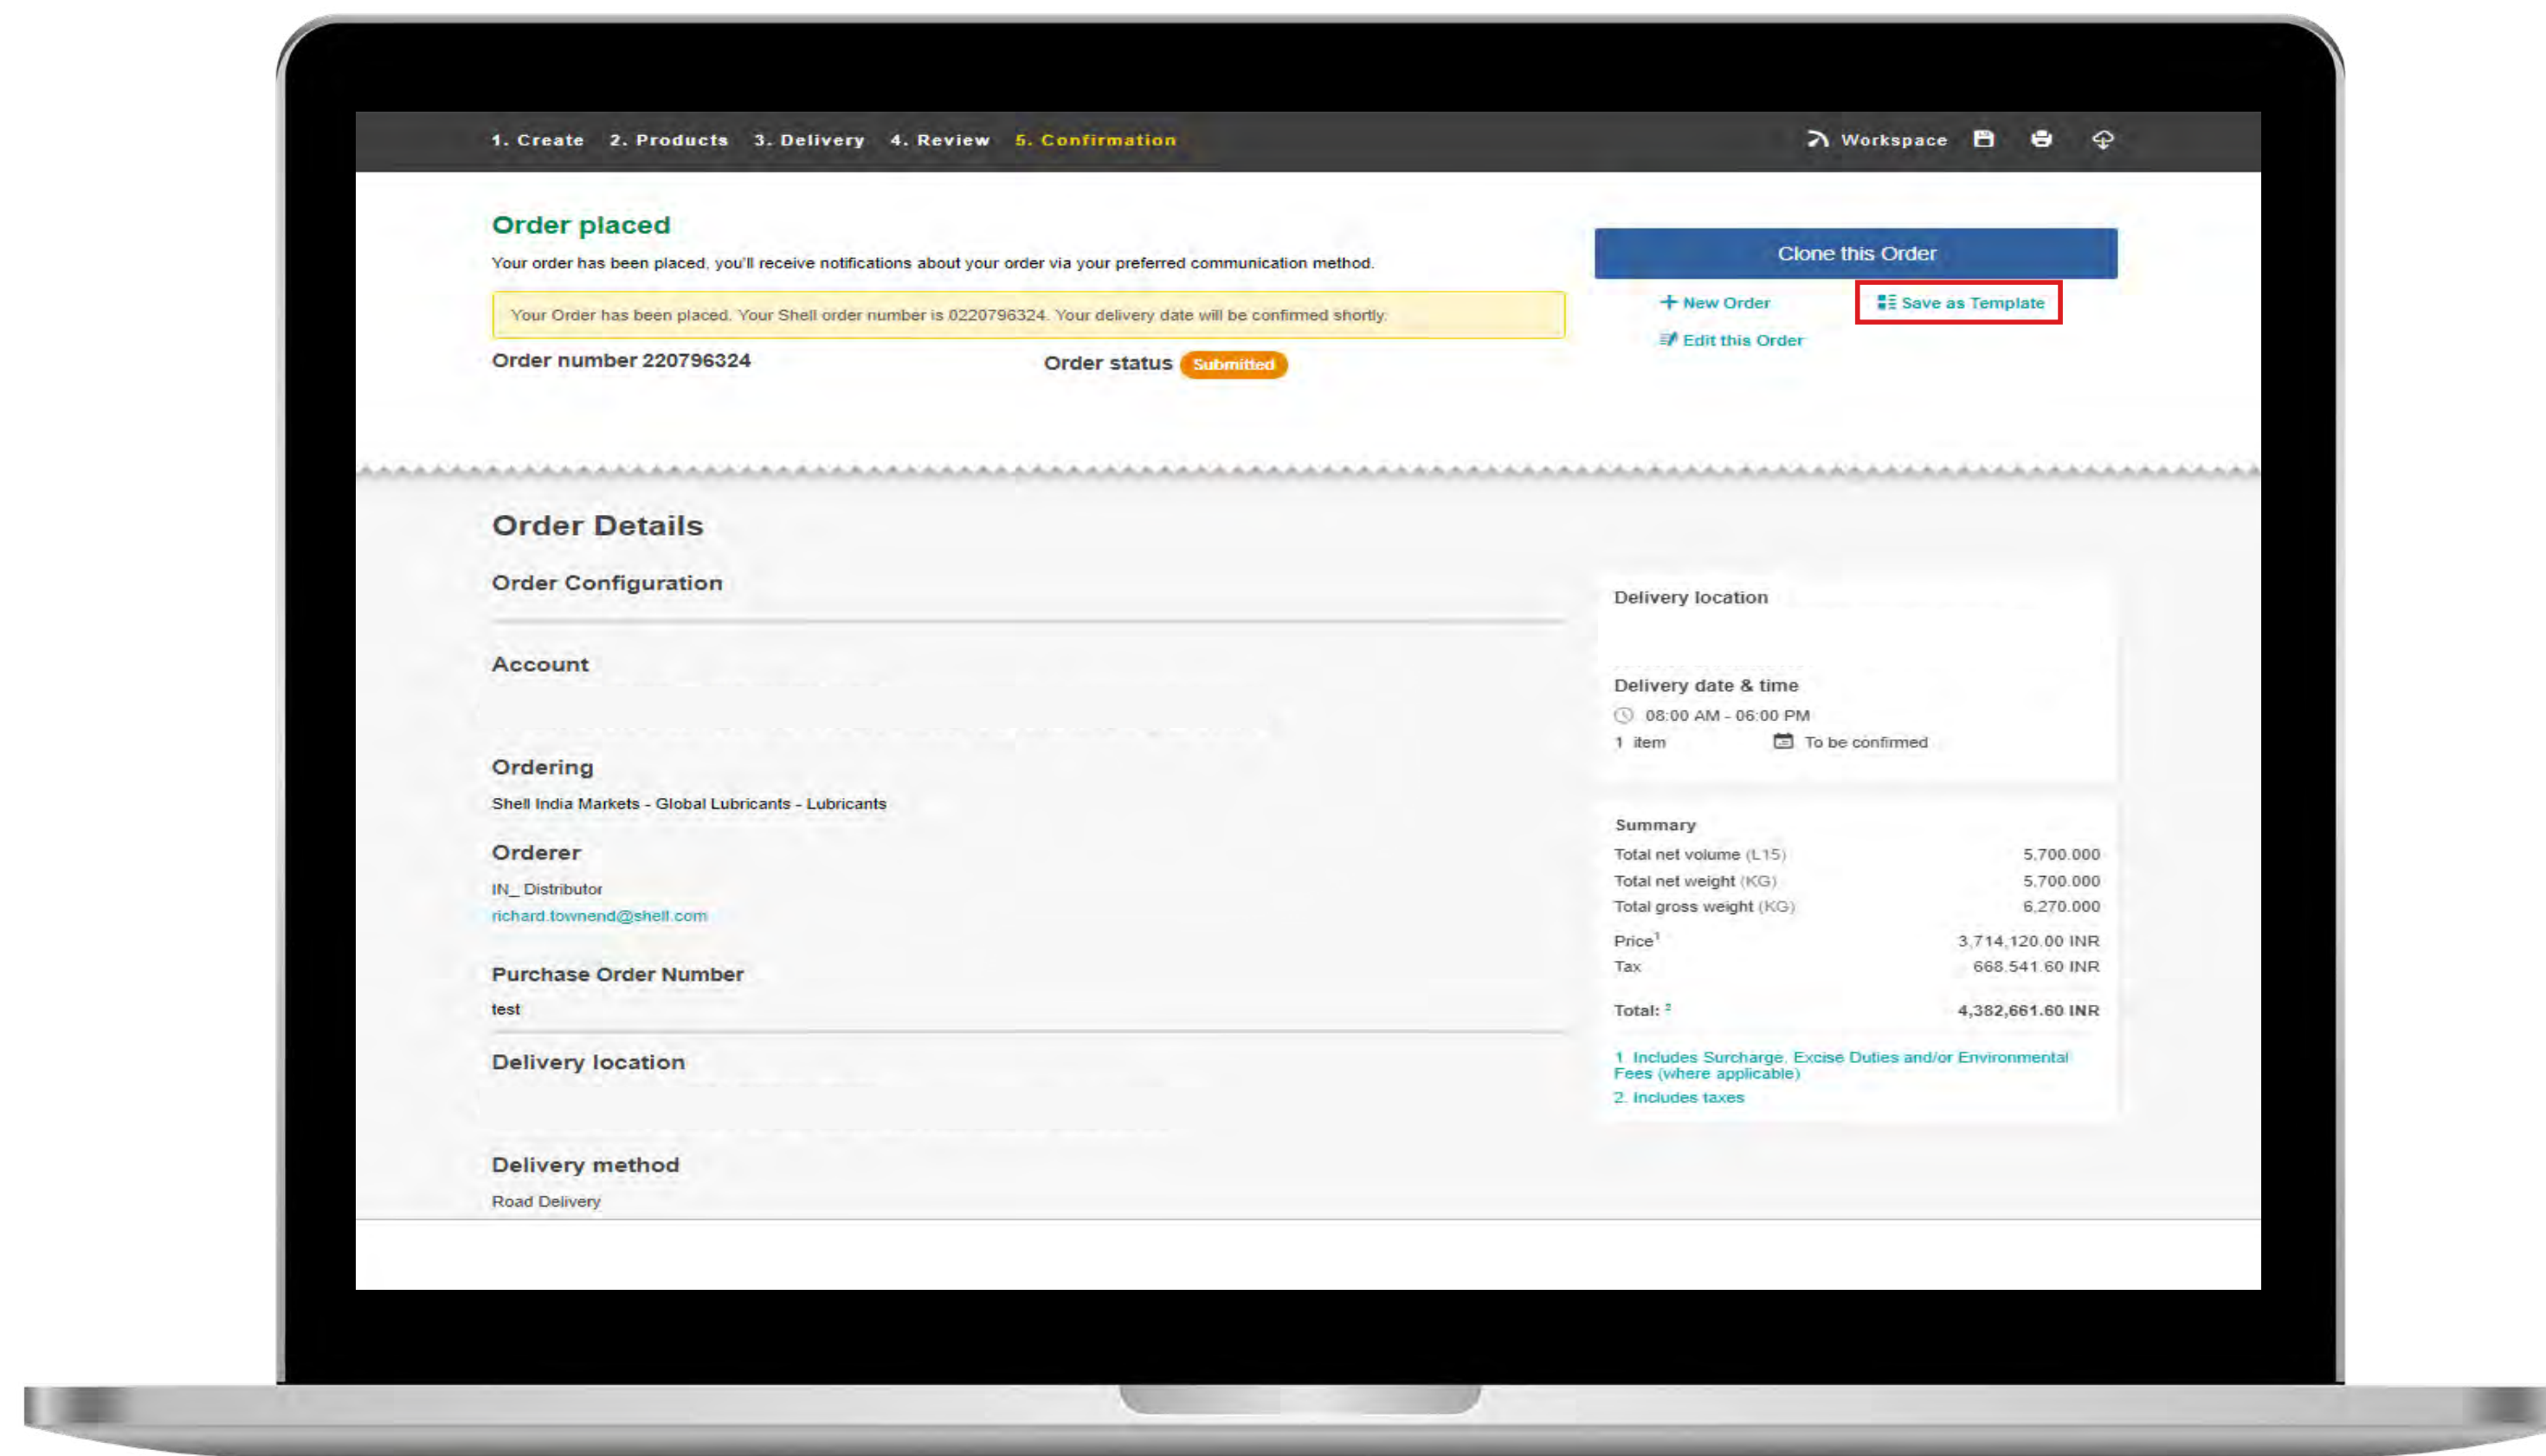 1. Create 2. Products 3. Delivery 4. Review 5. Confirmation
Workspace
Order placed
Your order has been placed, you'll receive notifications about your order via your preferred communication method.
Your Order has been placed. Your Shell order number is 0220796324. Your delivery date will be confirmed shortly.
Order number 220796324
Order status Submitted
Clone this Order
New Order
Save as Template
Edit this Order
Order Details
Order Configuration
Account
Ordering
Shell India Markets - Global Lubricants - Lubricants
Orderer
IN_ Distributor
richard.townend@shell.com
Purchase Order Number
test
Delivery location
Delivery method
Road Delivery
Delivery location
Delivery date & time
08:00 AM - 06:00 PM
1 item To be confirmed
Summary
Total net volume (L15) 5,700.000
Total net weight (KG) 5,700.000
Total gross weight (KG) 6,270.000
Price¹ 3,714,120.00 INR
Tax 668,541.60 INR
Total: ² 4,382,661.60 INR
1. Includes Surcharge, Excise Duties and/or Environmental
Fees (where applicable)
2. Includes taxes